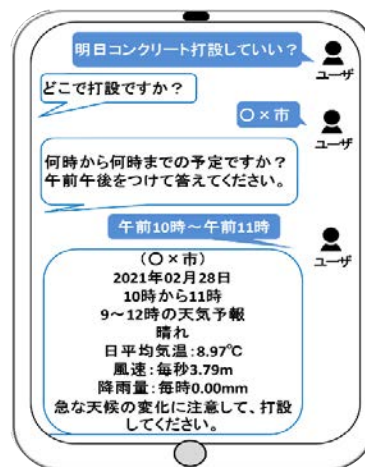 明日コンクリート打設していい？
ユーザ
どこで打設ですか？
〇×市
ユーザ
何時から何時までの予定ですか？
午前午後をつけて答えてください。
午前10時～午前11時
ユーザ
（〇×市）
2021年02月28日
10時から11時
9～12時の天気予報
晴れ
日平均気温：8.97℃
風速：毎秒3.79m
降雨量：毎時0.00mm
急な天候の変化に注意して、打設
してください。